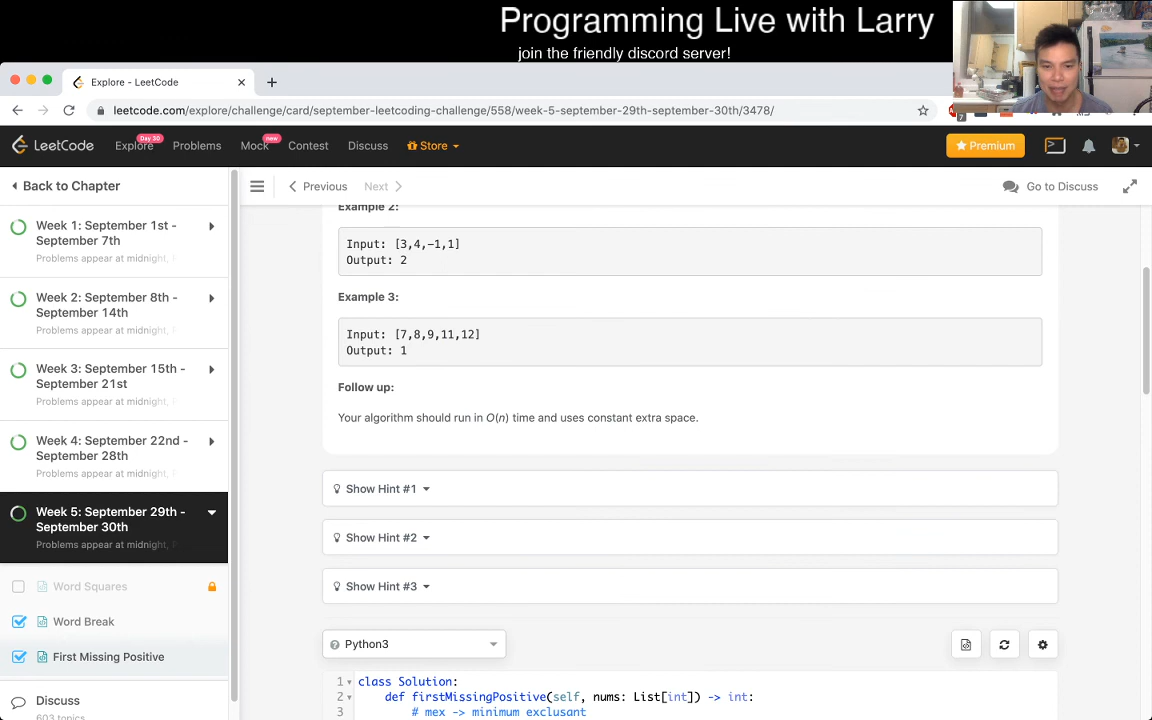 Programming Live with Larry
join the friendly discord server!
Explore - LeetCode
leetcode.com/explore/challenge/card/september-leetcoding-challenge/558/week-5-september-29th-september-30th/3478/
7
LeetCode
Explore
Day 30
Problems
Mock
new
Contest
Discuss
Store
Premium
Back to Chapter
Previous
Next
Go to Discuss
Week 1: September 1st -
September 7th
Problems appear at midnight,
Week 2: September 8th -
September 14th
Problems appear at midnight,
Week 3: September 15th -
September 21st
Problems appear at midnight,
Week 4: September 22nd -
September 28th
Problems appear at midnight,
Week 5: September 29th -
September 30th
Problems appear at midnight,
Word Squares
Word Break
First Missing Positive
Discuss
603 topics
Example 2:
Input: [3,4,-1,1]
Output: 2
Example 3:
Input: [7,8,9,11,12]
Output: 1
Follow up:
Your algorithm should run in O(n) time and uses constant extra space.
Show Hint #1
Show Hint #2
Show Hint #3
Python3
1 class Solution:
2 def firstMissingPositive(self, nums: List[int]) -> int:
3 # mex -> minimum exclusant